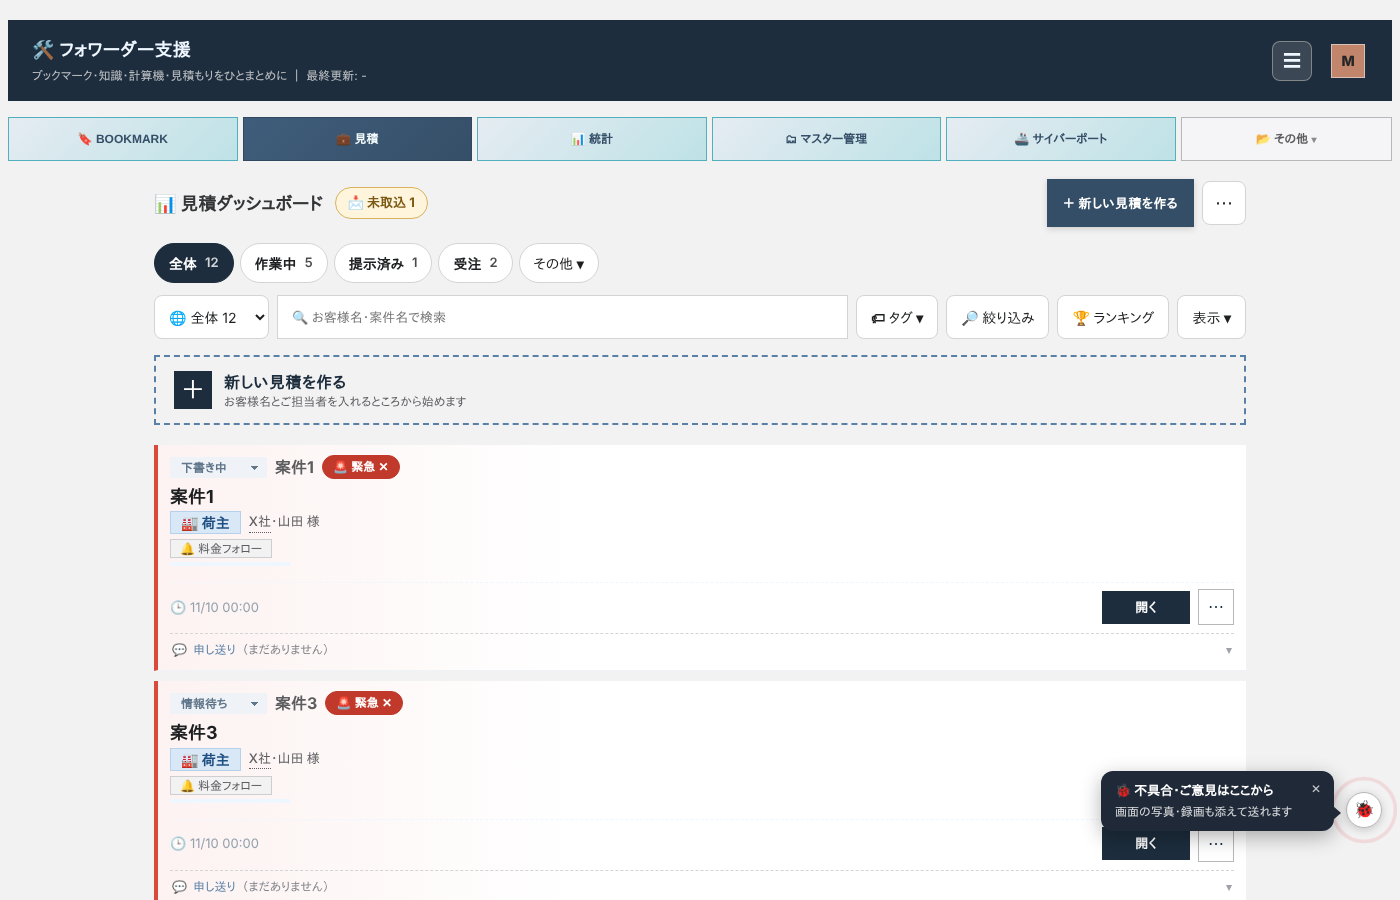 🛠️ フォワーダー支援
ブックマーク・知識・計算機・見積もりをひとまとめに ｜ 最終更新: -
☰
M
🔖 BOOKMARK
💼 見積
📊 統計
🗂 マスター管理
🚢 サイバーポート
📂 その他 ▾
📊 見積ダッシュボード
📩 未取込 1
＋ 新しい見積を作る
⋯
全体 12
作業中 5
提示済み 1
受注 2
その他 ▾
🌐 全体 12
🔍 お客様名・案件名で検索
🏷 タグ ▾
🔎 絞り込み
🏆 ランキング
表示 ▾
＋
新しい見積を作る
お客様名とご担当者を入れるところから始めます
下書き中
案件1
🚨 緊急 ✕
案件1
🏭 荷主
X社・山田 様
🔔 料金フォロー
🕒 11/10 00:00
開く
⋯
💬 申し送り（まだありません）
▾
情報待ち
案件3
🚨 緊急 ✕
案件3
🏭 荷主
X社・山田 様
🔔 料金フォロー
🐞 不具合・ご意見はここから
✕
画面の写真・録画も添えて送れます
🐞
🕒 11/10 00:00
開く
⋯
💬 申し送り（まだありません）
▾